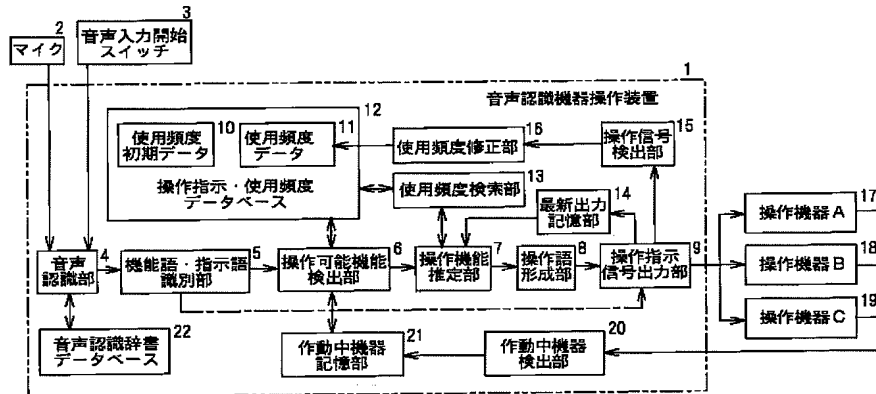 2
マイク
3
音声入力開始
スイッチ
1
音声認識機器操作装置
12
使用頻度
初期データ
10
使用頻度
データ
11
操作指示・使用頻度
データベース
使用頻度修正部
16
操作信号
検出部
15
使用頻度検索部
13
最新出力
記憶部
14
音声
認識部
4
機能語・指示語
識別部
5
操作可能機能
検出部
6
操作機能
推定部
7
操作語
形成部
8
操作指示
信号出力部
9
操作機器A
17
操作機器B
18
操作機器C
19
音声認識辞書
データベース
22
作動中機器
記憶部
21
作動中機器
検出部
20